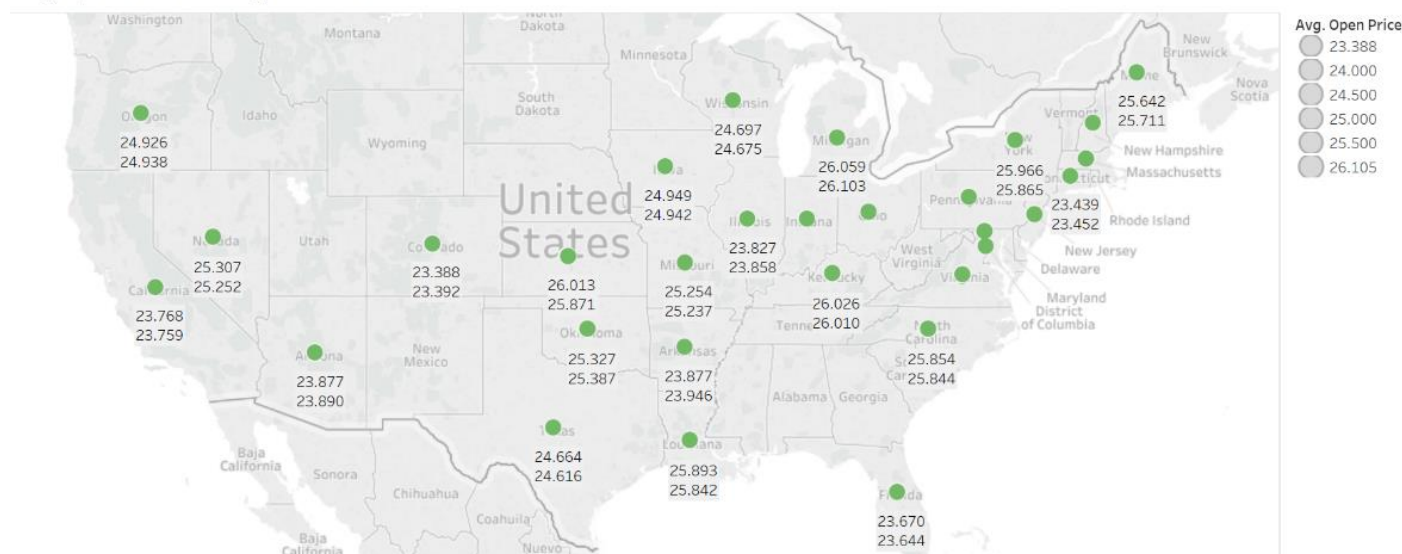 Avg. Open Price
23.388
24.000
24.500
25.000
25.500
26.105
Washington
Montana
North
Dakota
Minnesota
New
Brunswick
Nova
Scotia
Maine
25.642
25.711
Oregon
24.926
24.938
Idaho
Wyoming
South
Dakota
Wisconsin
24.697
24.675
Michigan
26.059
26.103
Vermont
New
York
25.966
25.865
New Hampshire
Massachusetts
Connecticut
Rhode Island
Iowa
24.949
24.942
United
States
Nevada
25.307
25.252
Utah
Colorado
23.388
23.392
26.013
25.871
Missouri
25.254
25.237
Illinois
23.827
23.858
Indiana
Ohio
Pennsylvania
23.439
23.452
New Jersey
Delaware
Maryland
District
of Columbia
West
Virginia
Virginia
Kentucky
26.026
26.010
California
23.768
23.759
Arizona
23.877
23.890
New
Mexico
Oklahoma
25.327
25.387
Arkansas
23.877
23.946
Alabama
Georgia
North
Carolina
25.854
25.844
Texas
24.664
24.616
Louisiana
25.893
25.842
Florida
23.670
23.644
Baja
California
Sonora
Chihuahua
Coahuila
Nuevo
Baja
California